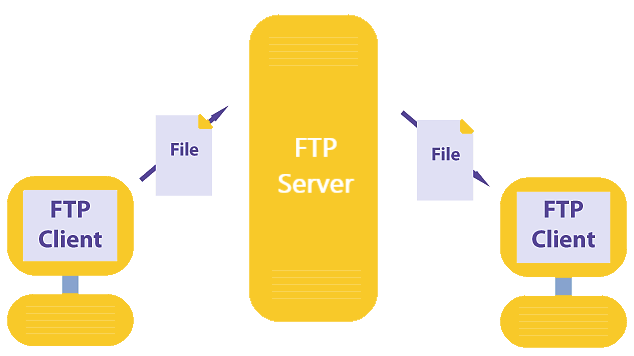 File
FTP
Server
File
FTP
Client
FTP
Client